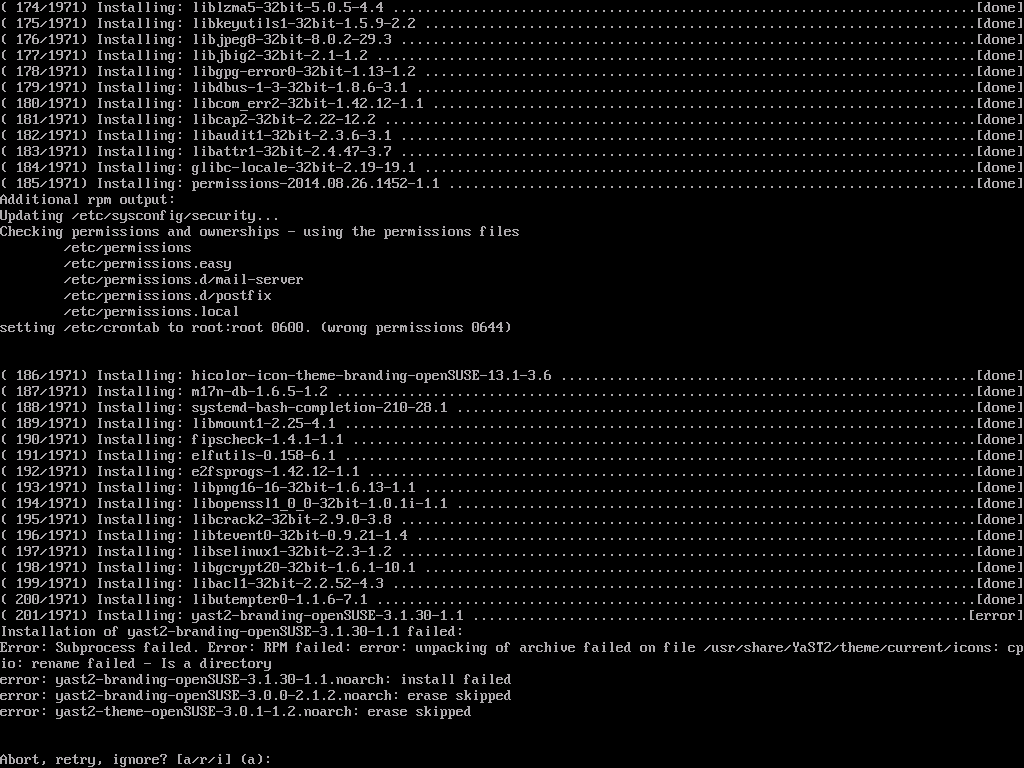 ( 174/1971) Installing: liblzma5-32bit-5.0.5-4.4 ..........................................................................[done]
( 175/1971) Installing: libkeyutils1-32bit-1.5.9-2.2 ......................................................................[done]
( 176/1971) Installing: libjpeg8-32bit-8.0.2-29.3 .........................................................................[done]
( 177/1971) Installing: libjbig2-32bit-2.1-1.2 ............................................................................[done]
( 178/1971) Installing: libgpg-error0-32bit-1.13-1.2 ......................................................................[done]
( 179/1971) Installing: libdbus-1-3-32bit-1.8.6-3.1 .......................................................................[done]
( 180/1971) Installing: libcom_err2-32bit-1.42.12-1.1 .....................................................................[done]
( 181/1971) Installing: libcap2-32bit-2.22-12.2 ...........................................................................[done]
( 182/1971) Installing: libaudit1-32bit-2.3.6-3.1 .........................................................................[done]
( 183/1971) Installing: libattr1-32bit-2.4.47-3.7 .........................................................................[done]
( 184/1971) Installing: glibc-locale-32bit-2.19-19.1 ......................................................................[done]
( 185/1971) Installing: permissions-2014.08.26.1452-1.1 ...................................................................[done]
Additional rpm output:
Updating /etc/sysconfig/security...
Checking permissions and ownerships - using the permissions files
/etc/permissions
/etc/permissions.easy
/etc/permissions.d/mail-server
/etc/permissions.d/postfix
/etc/permissions.local
setting /etc/crontab to root:root 0600. (wrong permissions 0644)
( 186/1971) Installing: hicolor-icon-theme-branding-openSUSE-13.1-3.6 .....................................................[done]
( 187/1971) Installing: m17n-db-1.6.5-1.2 .................................................................................[done]
( 188/1971) Installing: systemd-bash-completion-210-28.1 ..................................................................[done]
( 189/1971) Installing: libmount1-2.25-4.1 ................................................................................[done]
( 190/1971) Installing: fipscheck-1.4.1-1.1 ...............................................................................[done]
( 191/1971) Installing: elfutils-0.158-6.1 ................................................................................[done]
( 192/1971) Installing: e2fsprogs-1.42.12-1.1 .............................................................................[done]
( 193/1971) Installing: libpng16-16-32bit-1.6.13-1.1 ......................................................................[done]
( 194/1971) Installing: libopenssl1_0_0-32bit-1.0.1i-1.1 ..................................................................[done]
( 195/1971) Installing: libcrack2-32bit-2.9.0-3.8 .........................................................................[done]
( 196/1971) Installing: libtevent0-32bit-0.9.21-1.4 .......................................................................[done]
( 197/1971) Installing: libselinux1-32bit-2.3-1.2 .........................................................................[done]
( 198/1971) Installing: libgcrypt20-32bit-1.6.1-10.1 ......................................................................[done]
( 199/1971) Installing: libacl1-32bit-2.2.52-4.3 ..........................................................................[done]
( 200/1971) Installing: libutempter0-1.1.6-7.1 ............................................................................[done]
( 201/1971) Installing: yast2-branding-openSUSE-3.1.30-1.1 ...............................................................[error]
Installation of yast2-branding-openSUSE-3.1.30-1.1 failed:
Error: Subprocess failed. Error: RPM failed: error: unpacking of archive failed on file /usr/share/YaST2/theme/current/icons: cp
io: rename failed - Is a directory
error: yast2-branding-openSUSE-3.1.30-1.1.noarch: install failed
error: yast2-branding-openSUSE-3.0.0-2.1.2.noarch: erase skipped
error: yast2-theme-openSUSE-3.0.1-1.2.noarch: erase skipped
Abort, retry, ignore? [a/r/i] (a):